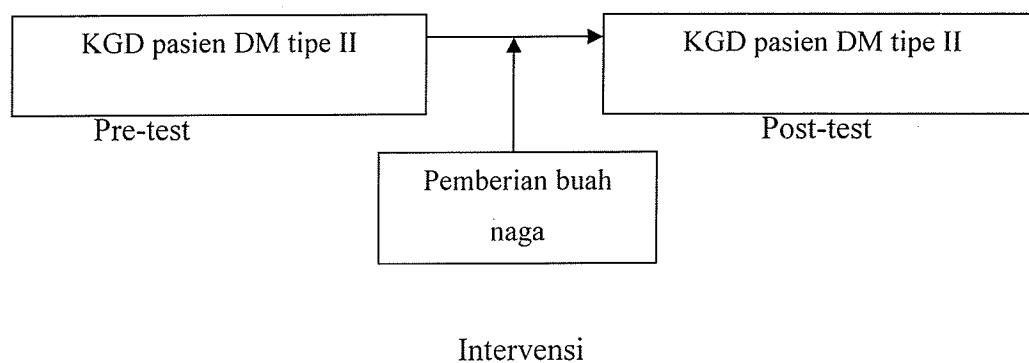 KGD pasien DM tipe II
KGD pasien DM tipe II
Pre-test
Post-test
Pemberian buah
naga
Intervensi